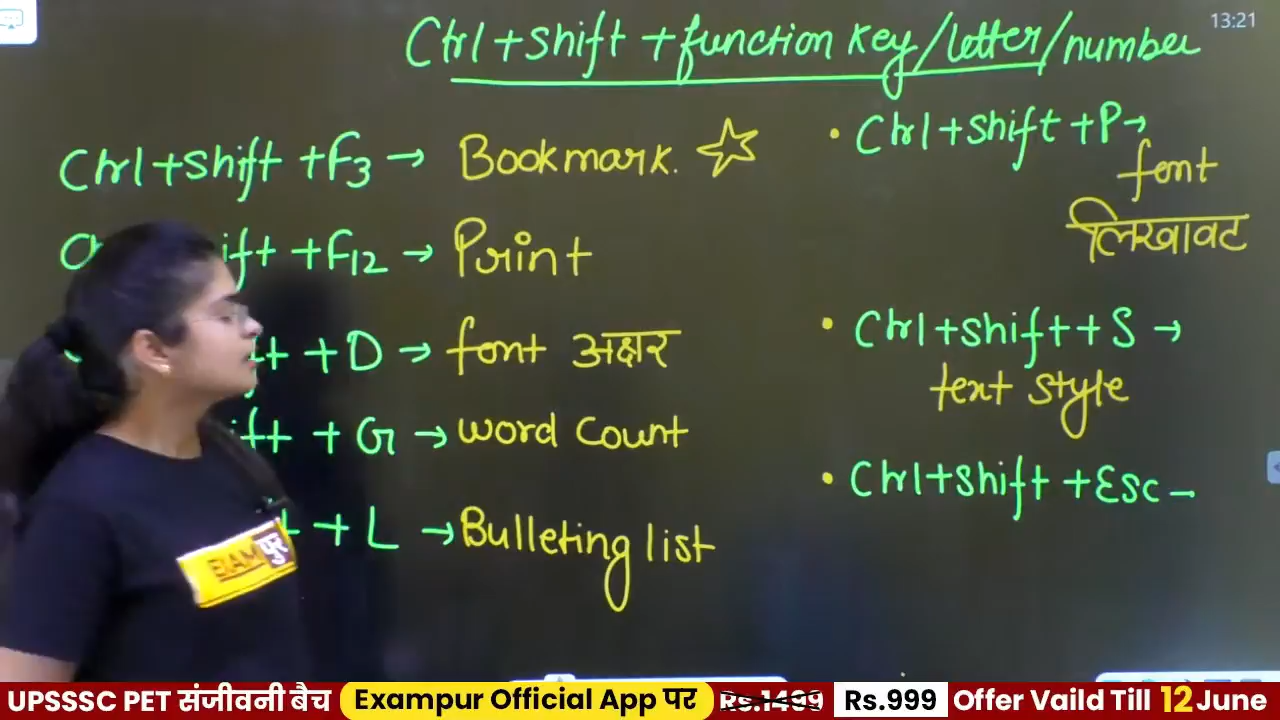 13:21
Ctrl+shift+function key/letter/number
Ctrl+shift+F3→ Bookmark.
ift+F12→ Print
+D→ font अक्षर
ift+G→ word count
+L→ Bulleting list
• Ctrl+shift+P→
font
लिखावट
• Ctrl+shift+S→
text style
• Ctrl+shift+Esc-
EXAM पुर
UPSSSC PET संजीवनी बैच Exampur Official App पर Rs.1499 Rs.999 Offer Vaild Till 12 June